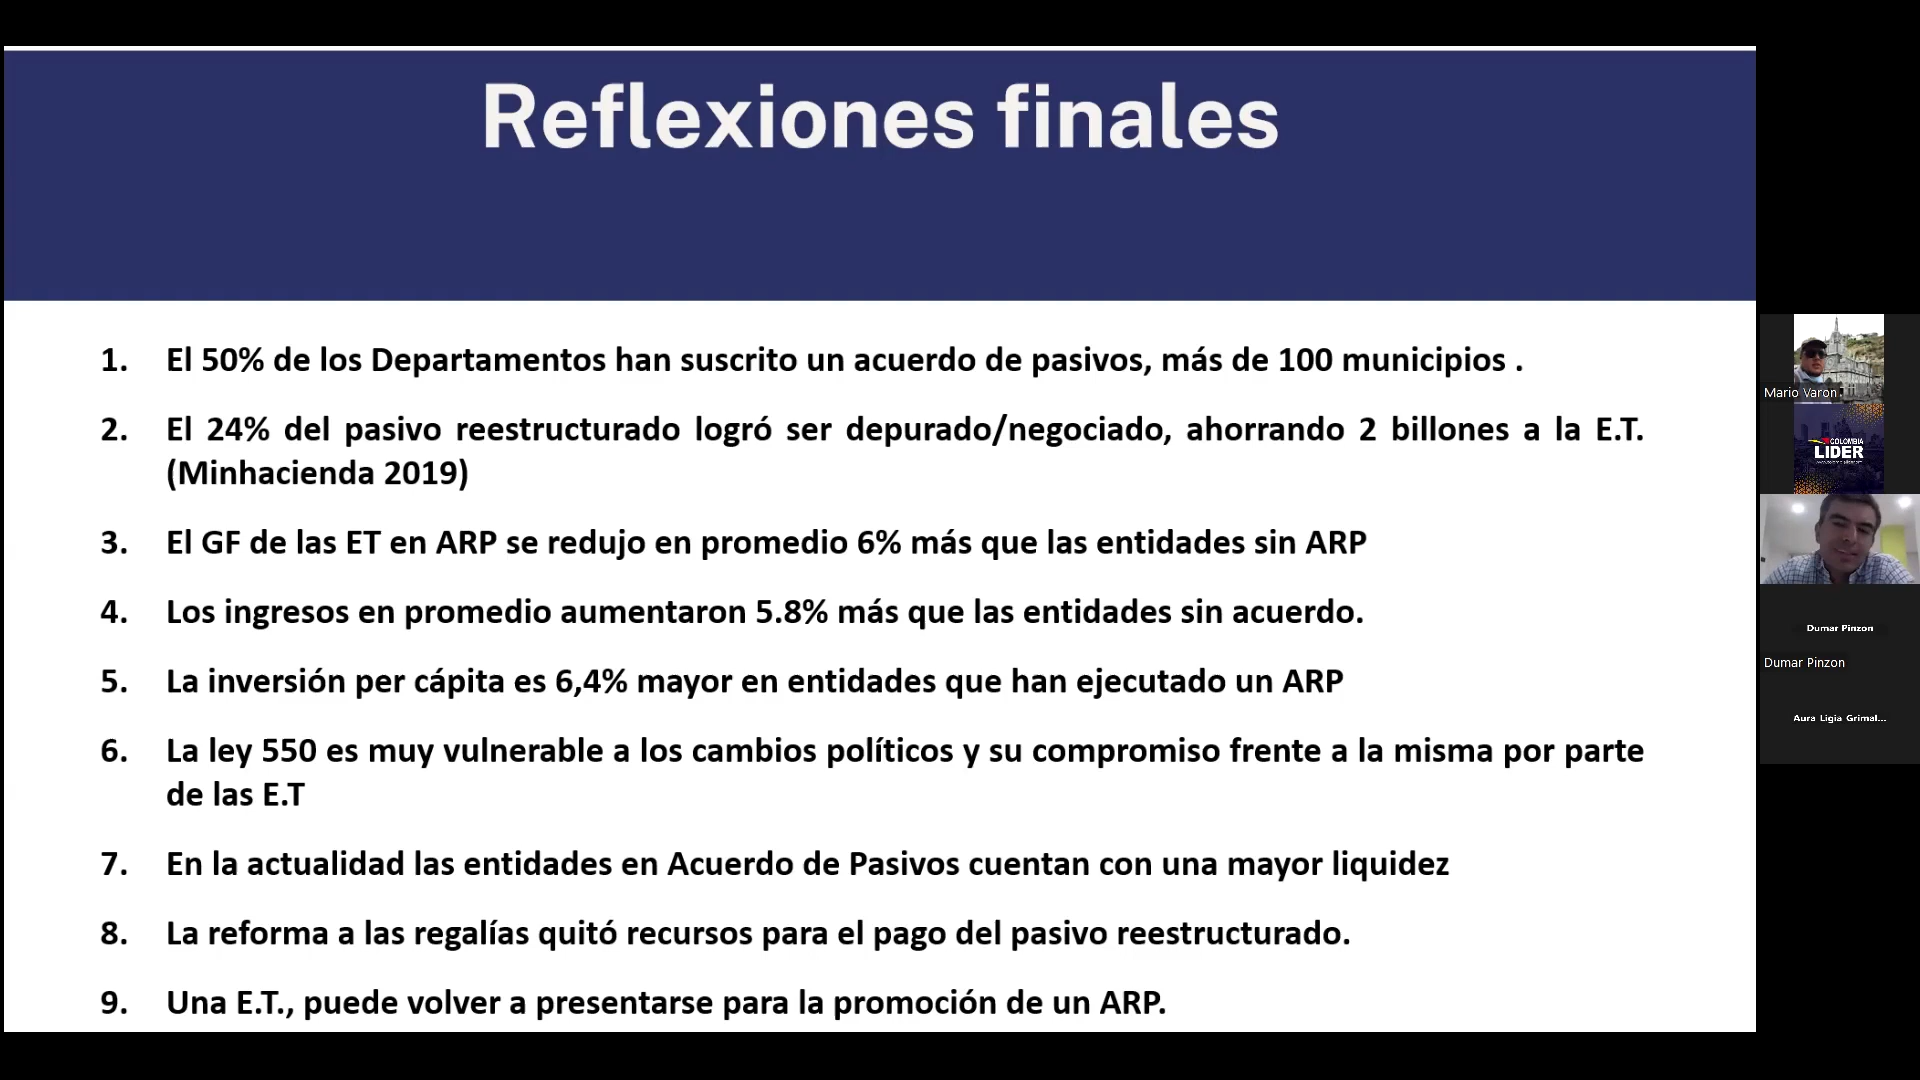 Reflexiones finales
1. El 50% de los Departamentos han suscrito un acuerdo de pasivos, más de 100 municipios .
2. El 24% del pasivo reestructurado logró ser depurado/negociado, ahorrando 2 billones a la E.T.
(Minhacienda 2019)
3. El GF de las ET en ARP se redujo en promedio 6% más que las entidades sin ARP
4. Los ingresos en promedio aumentaron 5.8% más que las entidades sin acuerdo.
5. La inversión per cápita es 6,4% mayor en entidades que han ejecutado un ARP
6. La ley 550 es muy vulnerable a los cambios políticos y su compromiso frente a la misma por parte
de las E.T
7. En la actualidad las entidades en Acuerdo de Pasivos cuentan con una mayor liquidez
8. La reforma a las regalías quitó recursos para el pago del pasivo reestructurado.
9. Una E.T., puede volver a presentarse para la promoción de un ARP.
Mario Varon
COLOMBIA
LIDER
Dumar Pinzon
Dumar Pinzon
Aura Ligia Grimal...